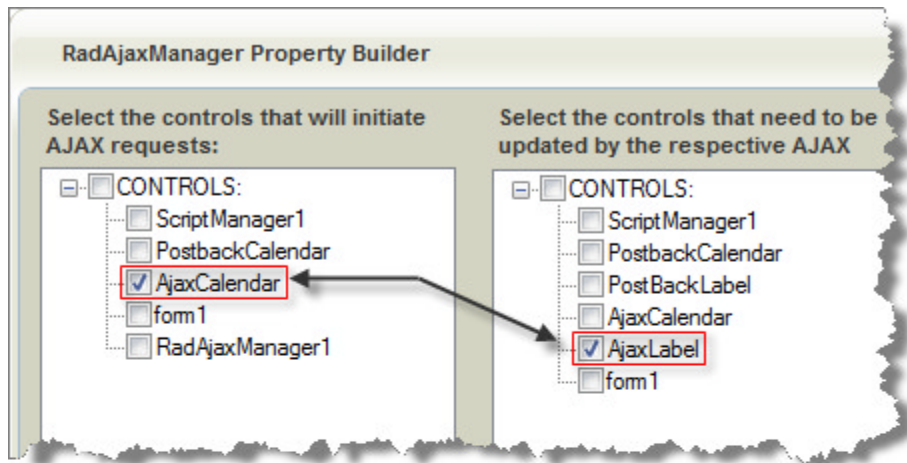 RadAjaxManager Property Builder
Select the controls that will initiate
AJAX requests:
CONTROLS:
ScriptManager1
PostbackCalendar
AjaxCalendar
form1
RadAjaxManager1
Select the controls that need to be
updated by the respective AJAX
CONTROLS:
ScriptManager1
PostbackCalendar
PostBackLabel
AjaxCalendar
AjaxLabel
form1